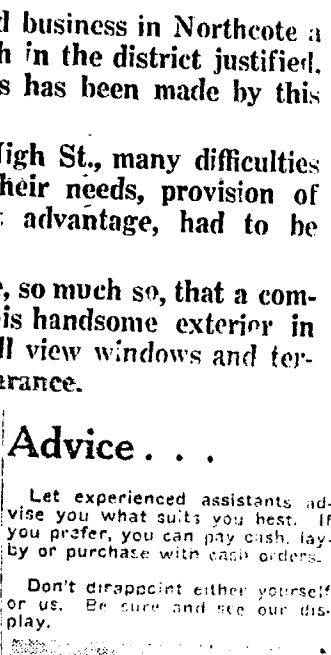 d business in Northcote a
h in the district justified.
s has been made by this
High St., many difficulties
their needs, provision of
advantage, had to be
e, so much so, that a com-
is handsome exterior in
ll view windows and ter-
arance.
Advice . . .
Let experienced assistants ad-
vise you what suits you best. If
you prefer, you can pay cash, lay-
by or purchase with cash orders.
Don't disappoint either yourself
or us. Be sure and see our dis-
play.